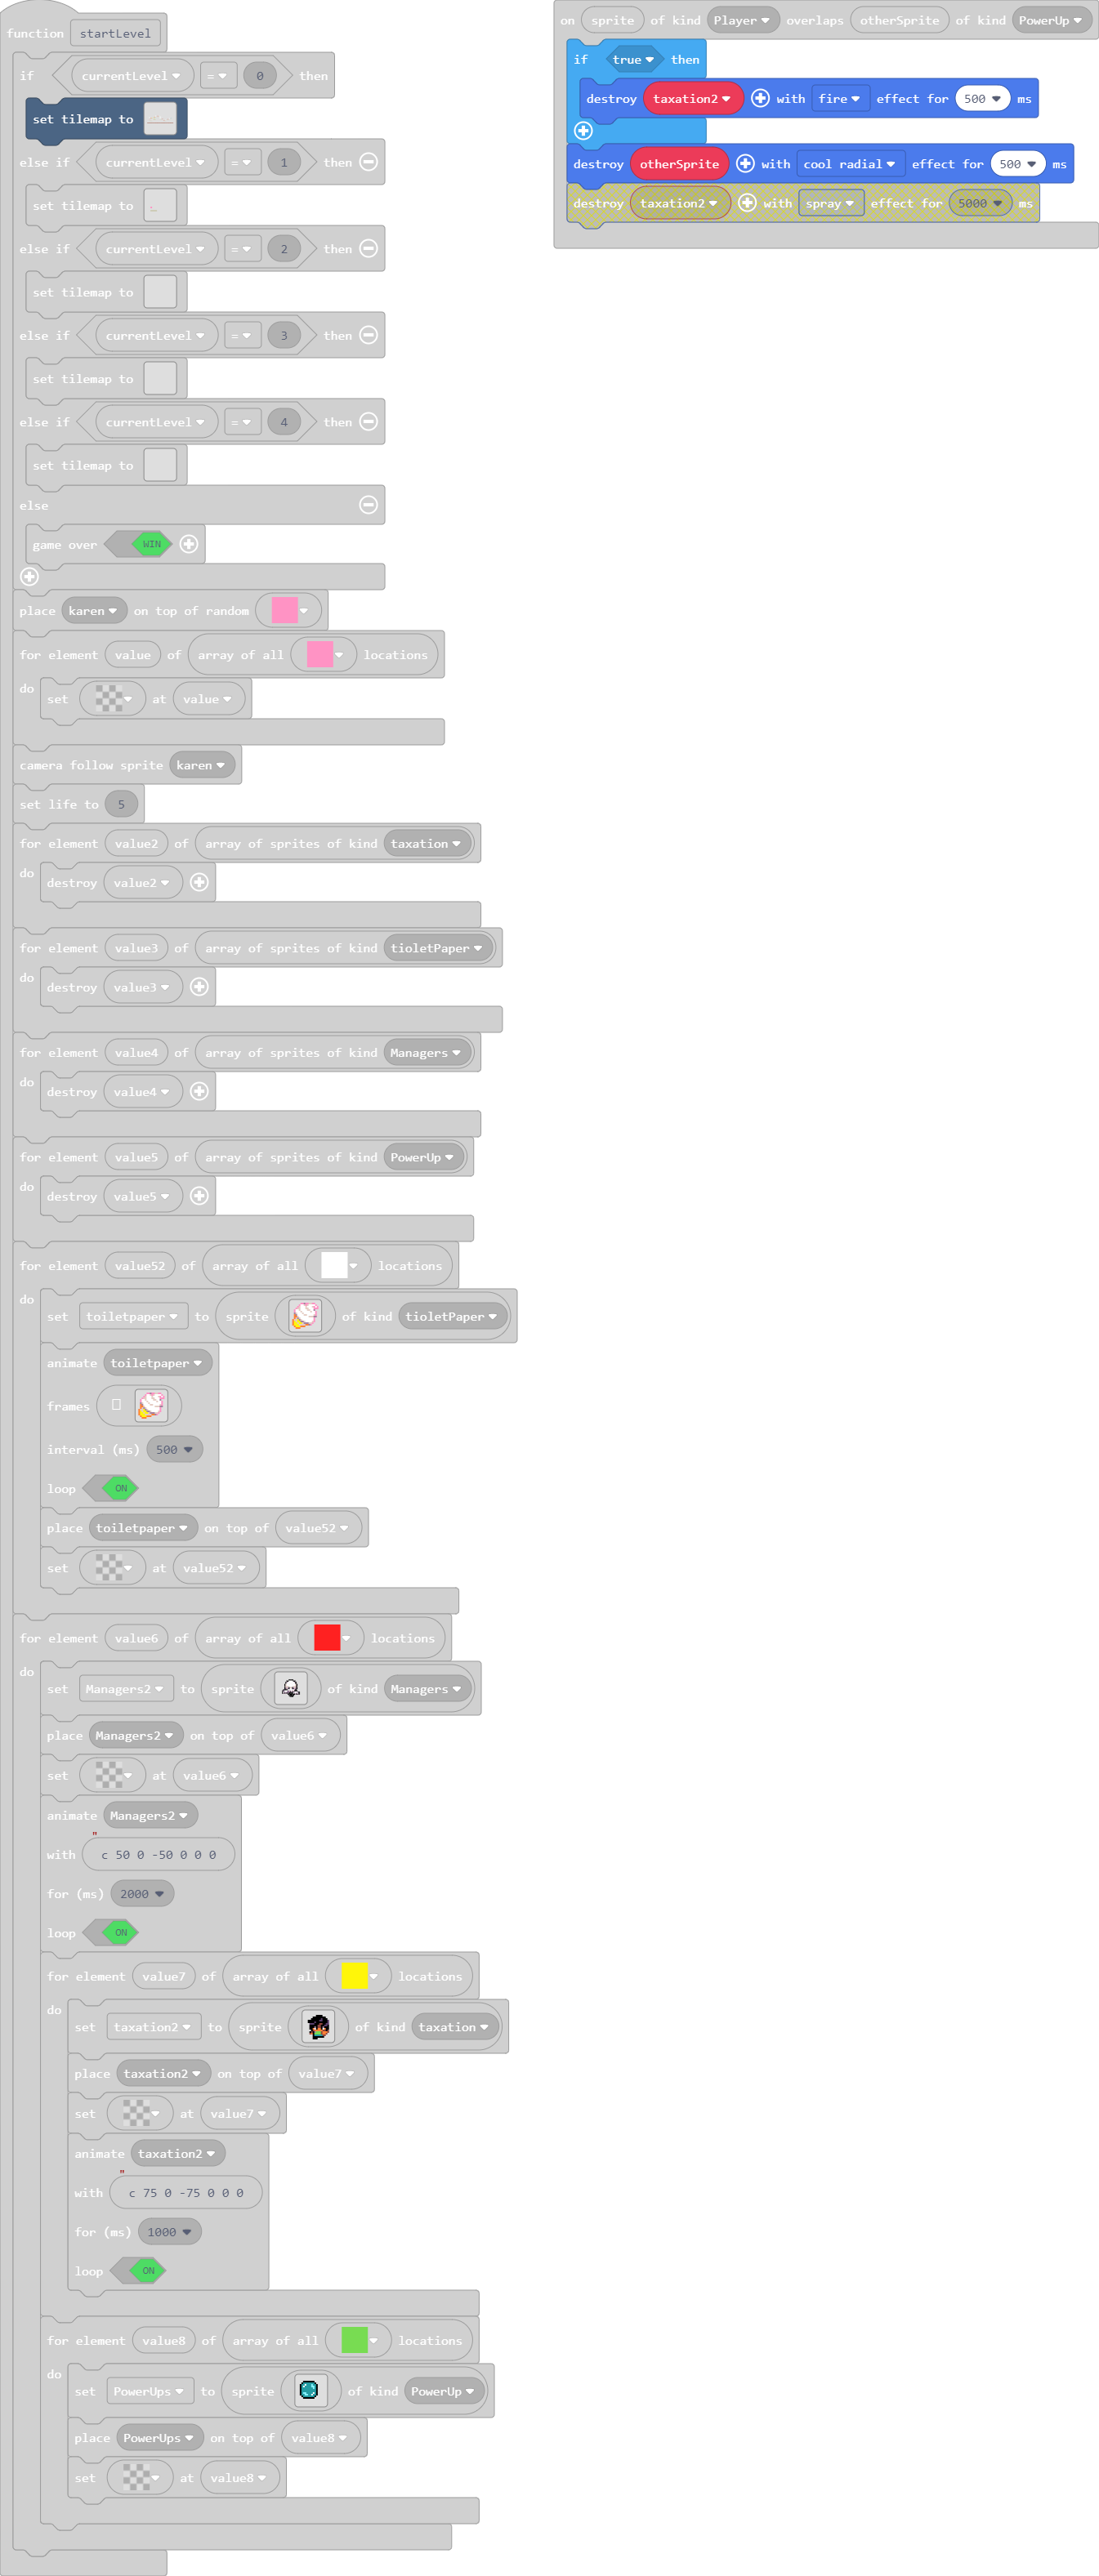 function startLevel
if currentLevel = 0 then
set tilemap to
else if currentLevel = 1 then
set tilemap to
else if currentLevel = 2 then
set tilemap to
else if currentLevel = 3 then
set tilemap to
else if currentLevel = 4 then
set tilemap to
else
game over WIN
place karen on top of random
for element value of array of all locations
do
set at value
camera follow sprite karen
set life to 5
for element value2 of array of sprites of kind taxation
do
destroy value2
for element value3 of array of sprites of kind tioletPaper
do
destroy value3
for element value4 of array of sprites of kind Managers
do
destroy value4
for element value5 of array of sprites of kind PowerUp
do
destroy value5
for element value52 of array of all locations
do
set toiletpaper to sprite of kind tioletPaper
animate toiletpaper
frames
interval (ms) 500
loop ON
place toiletpaper on top of value52
set at value52
for element value6 of array of all locations
do
set Managers2 to sprite of kind Managers
place Managers2 on top of value6
set at value6
animate Managers2
with " c 50 0 -50 0 0 0
for (ms) 2000
loop ON
for element value7 of array of all locations
do
set taxation2 to sprite of kind taxation
place taxation2 on top of value7
set at value7
animate taxation2
with " c 75 0 -75 0 0 0
for (ms) 1000
loop ON
for element value8 of array of all locations
do
set PowerUps to sprite of kind PowerUp
place PowerUps on top of value8
set at value8
on sprite of kind Player overlaps otherSprite of kind PowerUp
if true then
destroy taxation2 with fire effect for 500 ms
destroy otherSprite with cool radial effect for 500 ms
destroy taxation2 with spray effect for 5000 ms